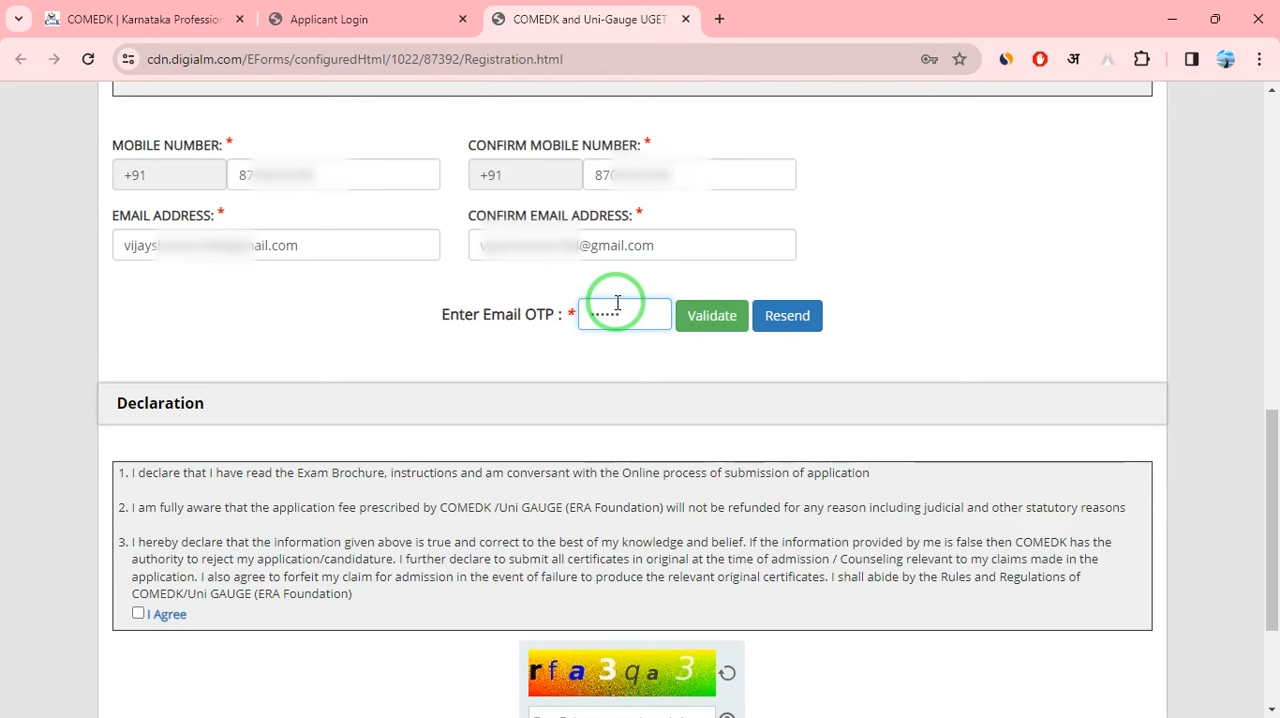 COMEDK | Karnataka Profession
Applicant Login
COMEDK and Uni-Gauge UGET
cdn.digialm.com/EForms/configuredHtml/1022/87392/Registration.html
अ
MOBILE NUMBER: *
CONFIRM MOBILE NUMBER: *
+91 87
+91 870
EMAIL ADDRESS: *
CONFIRM EMAIL ADDRESS: *
vijays ail.com
@gmail.com
Enter Email OTP : * •••••• Validate Resend
Declaration
1. I declare that I have read the Exam Brochure, instructions and am conversant with the Online process of submission of application
2. I am fully aware that the application fee prescribed by COMEDK /Uni GAUGE (ERA Foundation) will not be refunded for any reason including judicial and other statutory reasons
3. I hereby declare that the information given above is true and correct to the best of my knowledge and belief. If the information provided by me is false then COMEDK has the
authority to reject my application/candidature. I further declare to submit all certificates in original at the time of admission / Counseling relevant to my claims made in the
application. I also agree to forfeit my claim for admission in the event of failure to produce the relevant original certificates. I shall abide by the Rules and Regulations of
COMEDK/Uni GAUGE (ERA Foundation)
I Agree
rfa3qa3